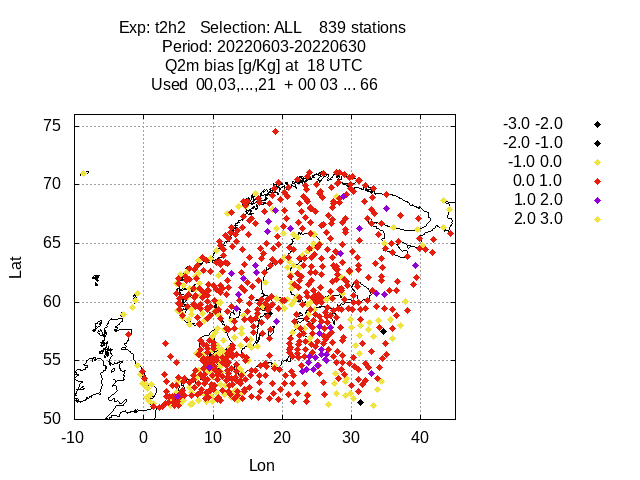 Exp: t2h2 Selection: ALL 839 stations
Period: 20220603-20220630
Q2m bias [g/Kg] at 18 UTC
Used 00,03,...,21 + 00 03 ... 66
-3.0 -2.0
-2.0 -1.0
-1.0 0.0
0.0 1.0
1.0 2.0
2.0 3.0
Lat
75
70
65
60
55
50
-10 0 10 20 30 40
Lon